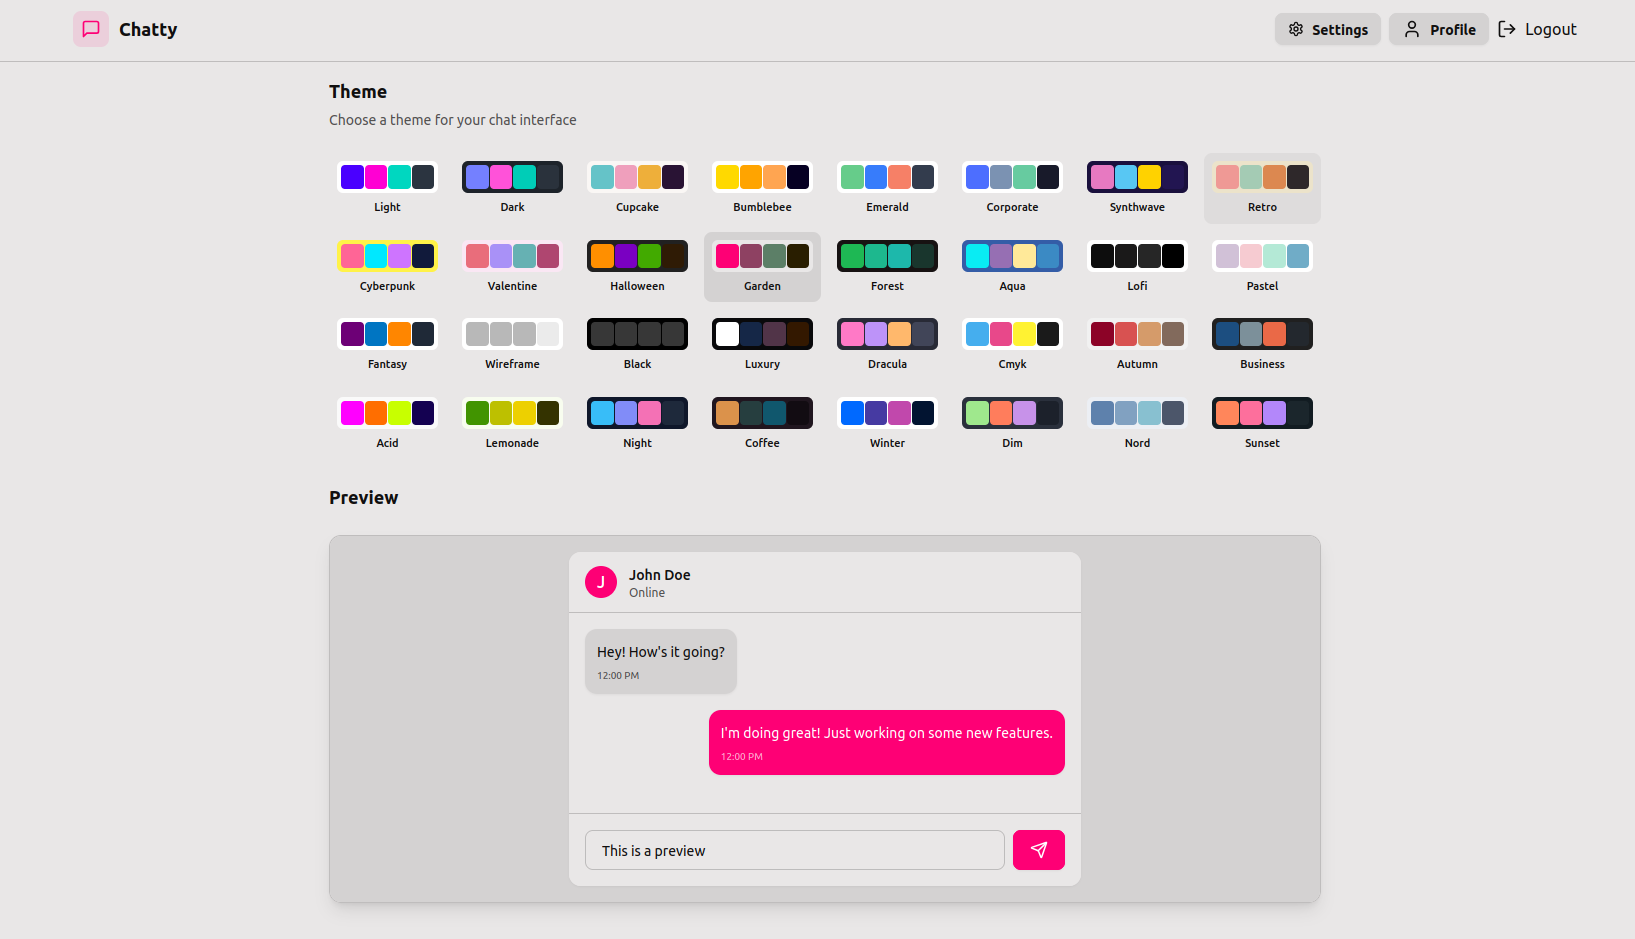 Chatty
Settings
Profile
Logout
Theme
Choose a theme for your chat interface
Light
Dark
Cupcake
Bumblebee
Emerald
Corporate
Synthwave
Retro
Cyberpunk
Valentine
Halloween
Garden
Forest
Aqua
Lofi
Pastel
Fantasy
Wireframe
Black
Luxury
Dracula
Cmyk
Autumn
Business
Acid
Lemonade
Night
Coffee
Winter
Dim
Nord
Sunset
Preview
J
John Doe
Online
Hey! How's it going?
12:00 PM
I'm doing great! Just working on some new features.
12:00 PM
This is a preview